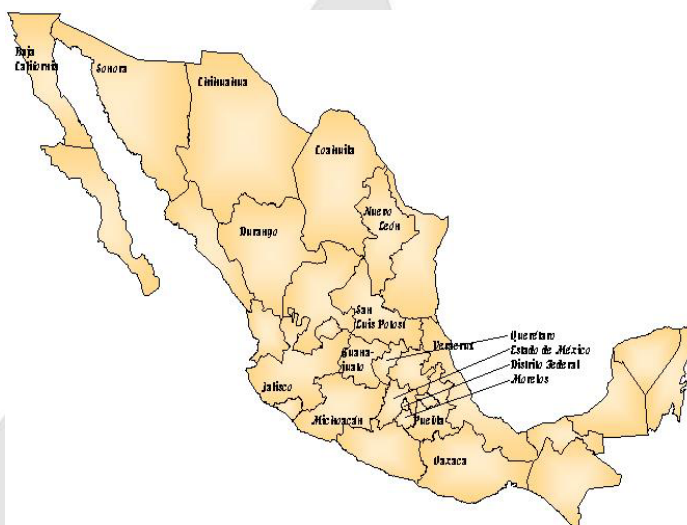 Baja
California
Sonora
Chihuahua
Coahuila
Nuevo
León
Durango
San
Luis Potosí
Querétaro
Veracruz
Estado de México
Guana-
juato
Distrito Federal
Morelos
Jalisco
Michoacán
Puebla
Oaxaca